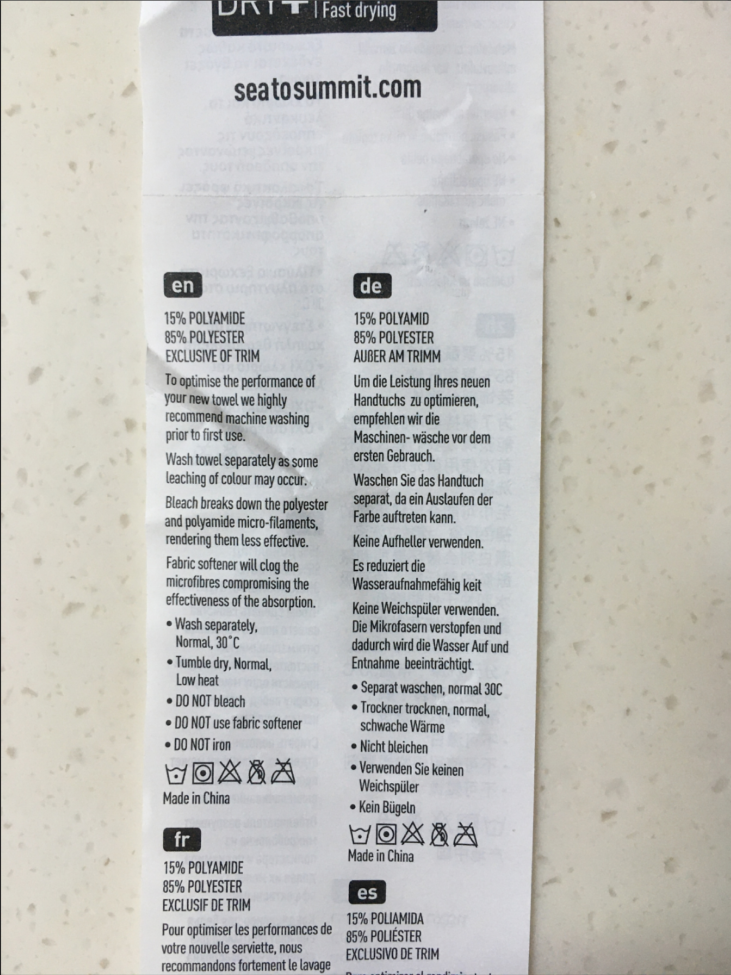 DRY+ | Fast drying
seatosummit.com
en
15% POLYAMIDE
85% POLYESTER
EXCLUSIVE OF TRIM
To optimise the performance of
your new towel we highly
recommend machine washing
prior to first use.
Wash towel separately as some
leaching of colour may occur.
Bleach breaks down the polyester
and polyamide micro-filaments,
rendering them less effective.
Fabric softener will clog the
microfibres compromising the
effectiveness of the absorption.
• Wash separately,
Normal, 30°C
• Tumble dry, Normal,
Low heat
• DO NOT bleach
• DO NOT use fabric softener
• DO NOT iron
Made in China
fr
15% POLYAMIDE
85% POLYESTER
EXCLUSIF DE TRIM
Pour optimiser les performances de
votre nouvelle serviette, nous
recommandons fortement le lavage
de
15% POLYAMID
85% POLYESTER
AUßER AM TRIMM
Um die Leistung Ihres neuen
Handtuchs zu optimieren,
empfehlen wir die
Maschinen- wäsche vor dem
ersten Gebrauch.
Waschen Sie das Handtuch
separat, da ein Auslaufen der
Farbe auftreten kann.
Keine Aufheller verwenden.
Es reduziert die
Wasseraufnahmefähig keit
Keine Weichspüler verwenden.
Die Mikrofasern verstopfen und
dadurch wird die Wasser Auf und
Entnahme beeinträchtigt.
• Separat waschen, normal 30C
• Trockner trocknen, normal,
schwache Wärme
• Nicht bleichen
• Verwenden Sie keinen
Weichspüler
• Kein Bügeln
Made in China
es
15% POLIAMIDA
85% POLIÉSTER
EXCLUSIVO DE TRIM